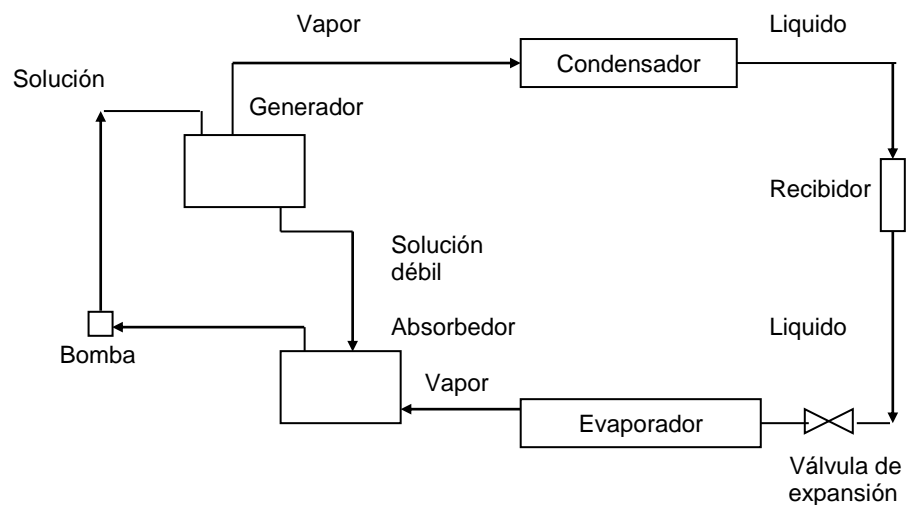 Vapor
Liquido
Condensador
Solución
Generador
Recibidor
Solución
débil
Absorbedor
Liquido
Bomba
Vapor
Evaporador
Válvula de
expansión